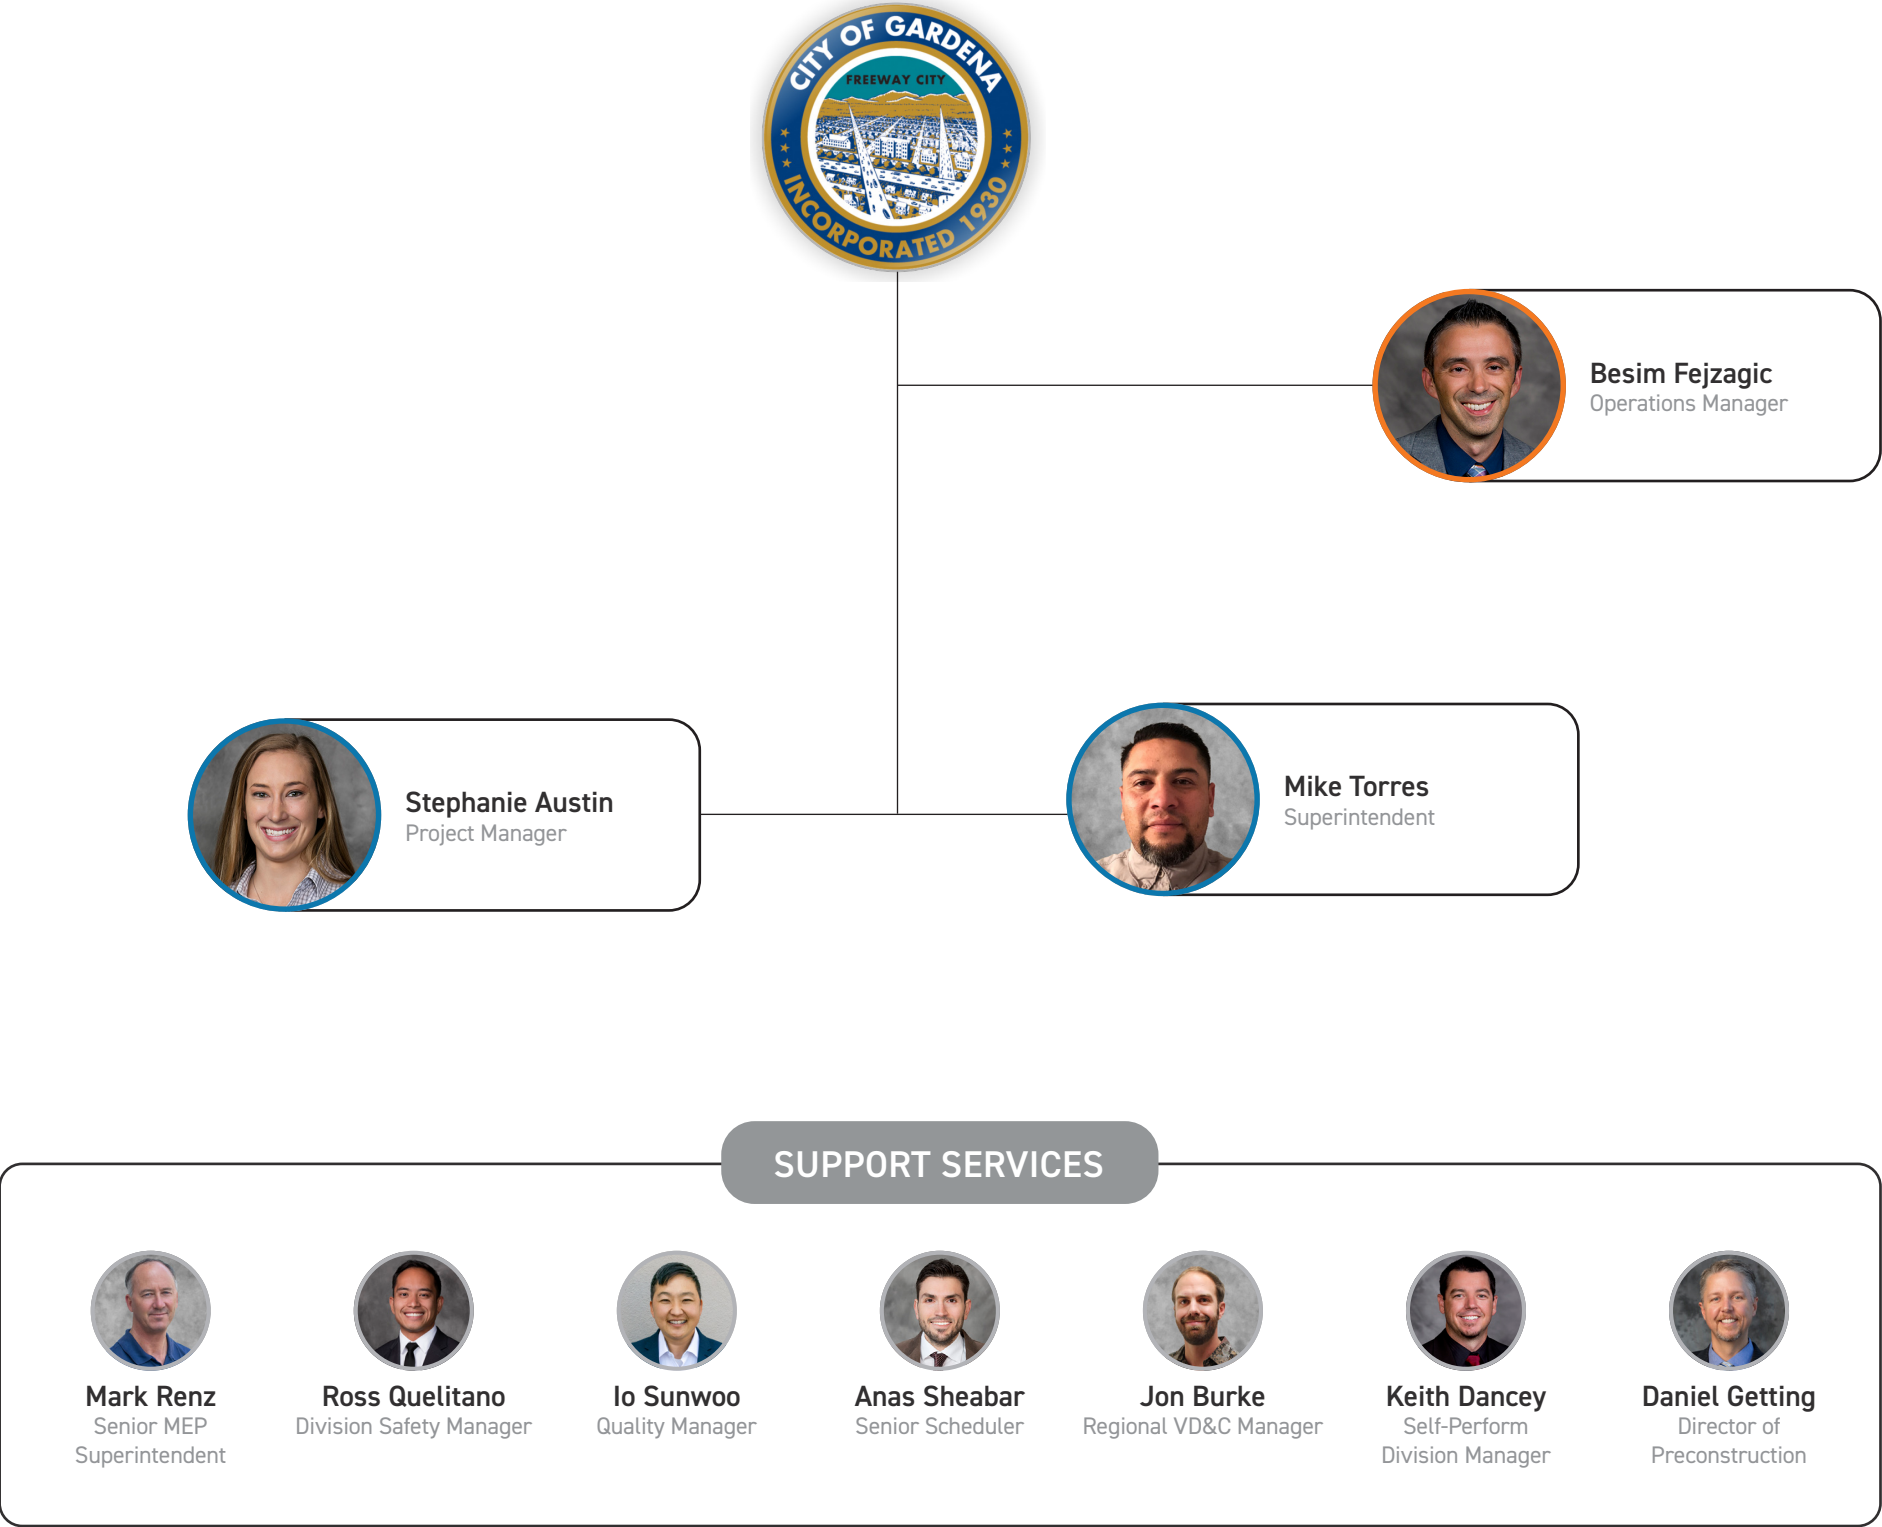 CITY OF GARDENA
FREEWAY CITY
INCORPORATED 1930
Besim Fejzagic
Operations Manager
Stephanie Austin
Project Manager
Mike Torres
Superintendent
SUPPORT SERVICES
Mark Renz
Senior MEP
Superintendent
Ross Quelitano
Division Safety Manager
Io Sunwoo
Quality Manager
Anas Sheabar
Senior Scheduler
Jon Burke
Regional VD&C Manager
Keith Dancey
Self-Perform
Division Manager
Daniel Getting
Director of
Preconstruction